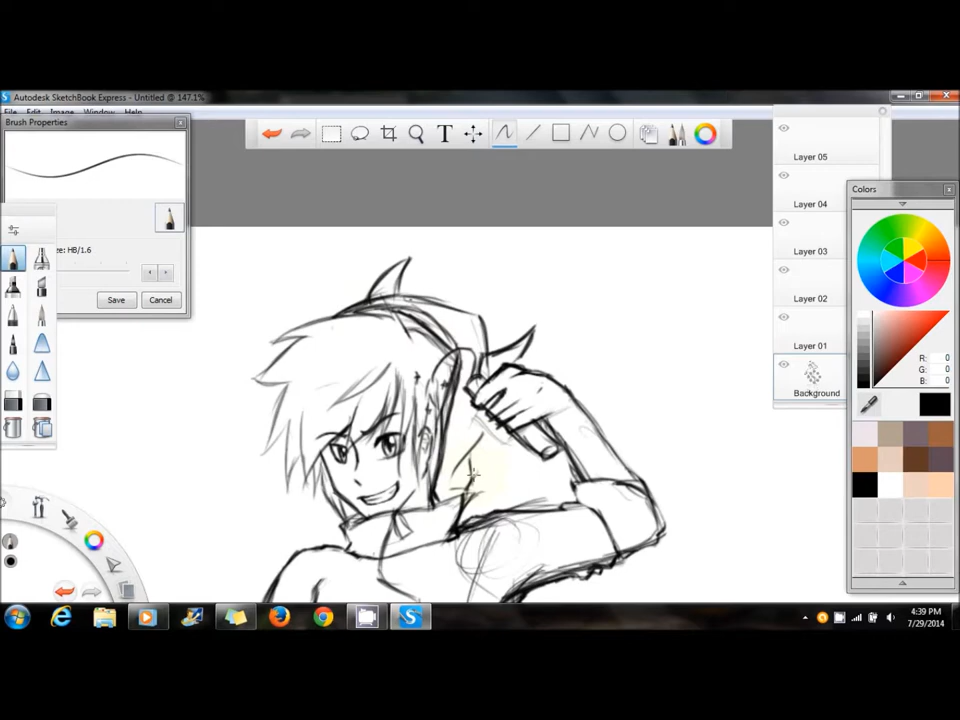 Autodesk SketchBook Express - Untitled @ 147.1%
File Edit Image Window Help
Brush Properties
ze: HB/1.6
Save Cancel
T
Layer 05
Layer 04
Layer 03
Layer 02
Layer 01
Background
Colors
R: 0
G: 0
B: 0
4:39 PM
7/29/2014